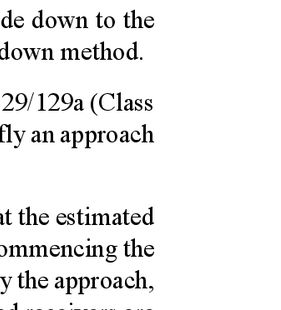 de down to the
down method.
29/129a (Class
fly an approach
at the estimated
ommencing the
y the approach,